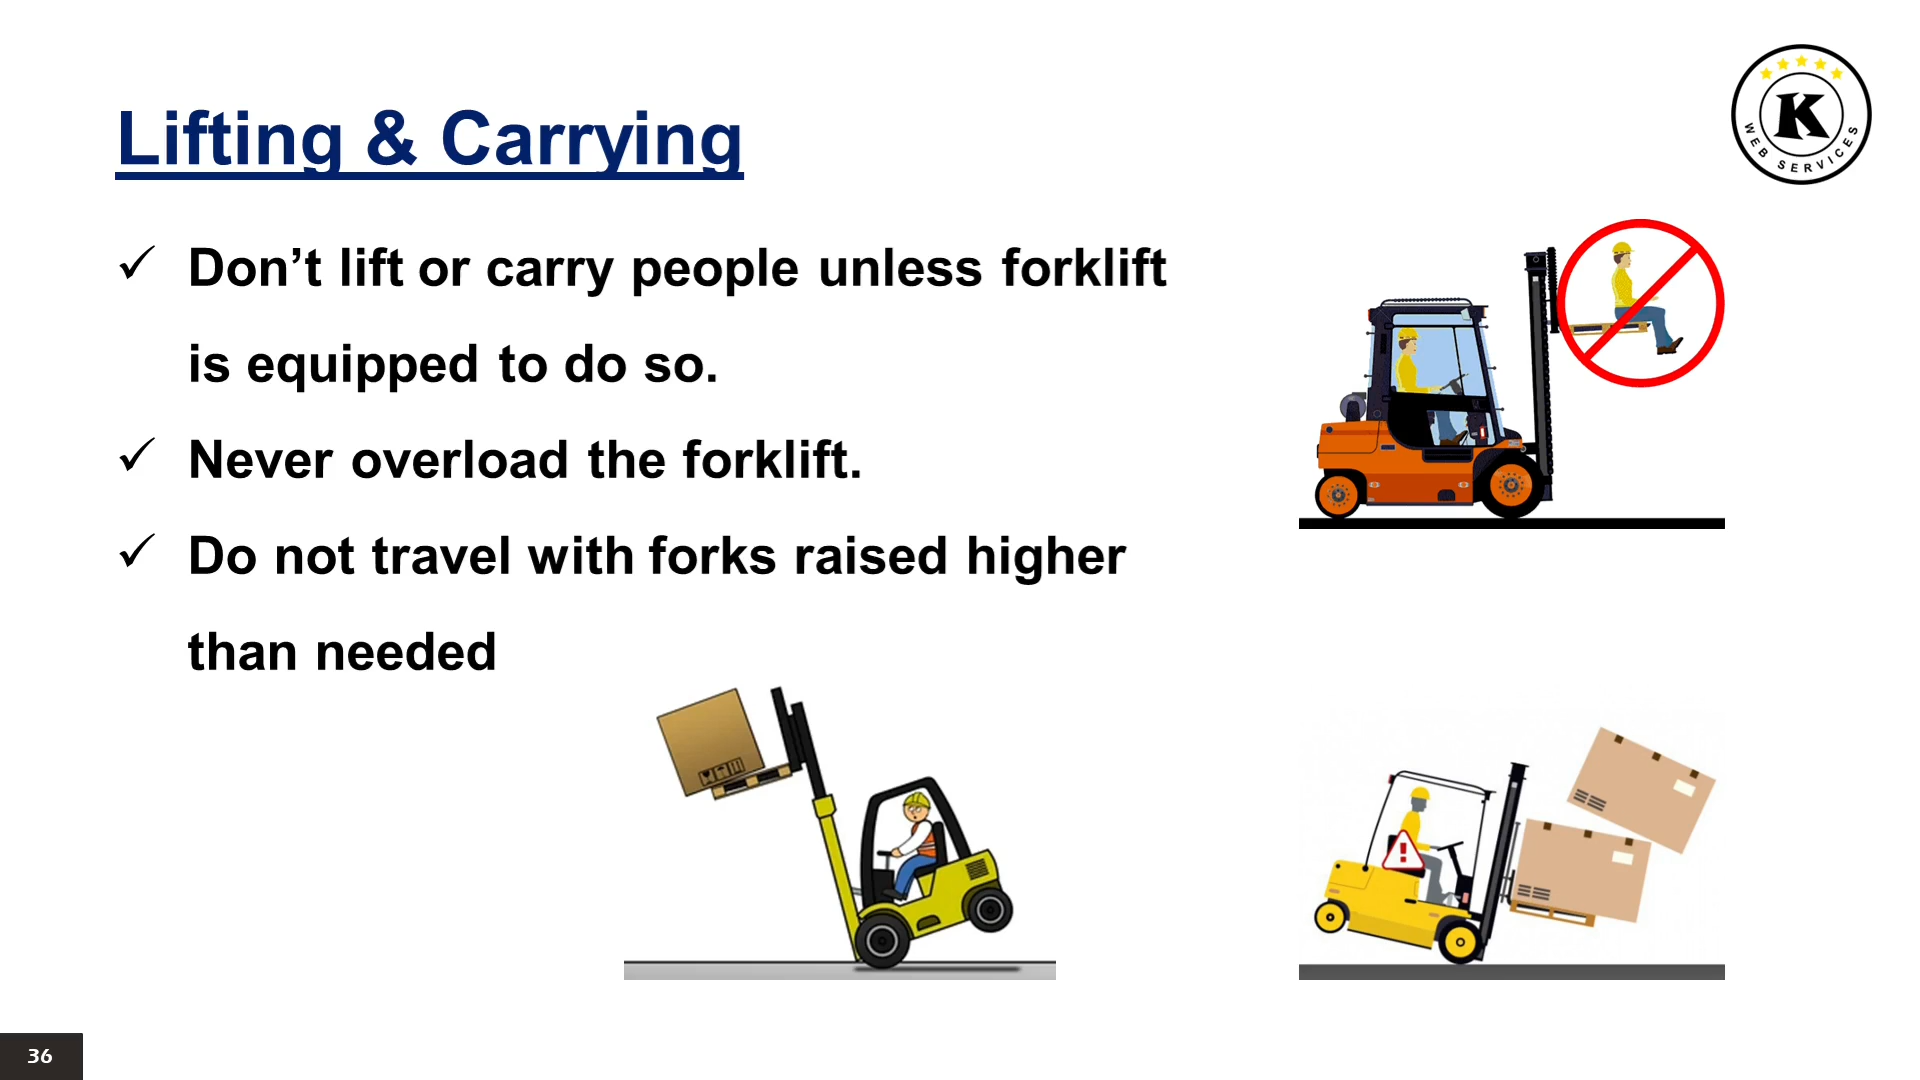 Lifting & Carrying
K
WEB SERVICES
✓ Don’t lift or carry people unless forklift
is equipped to do so.
✓ Never overload the forklift.
✓ Do not travel with forks raised higher
than needed
!
36